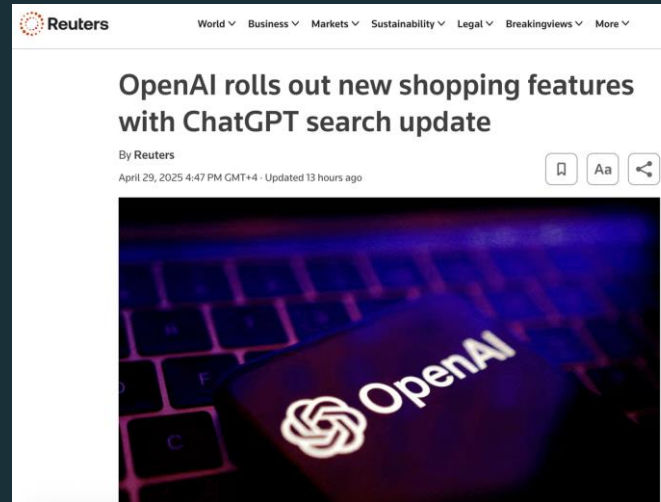 Reuters
World Business Markets Sustainability Legal Breakingviews More
OpenAI rolls out new shopping features
with ChatGPT search update
By Reuters
April 29, 2025 4:47 PM GMT+4 · Updated 13 hours ago
Aa
OpenAI
F
C